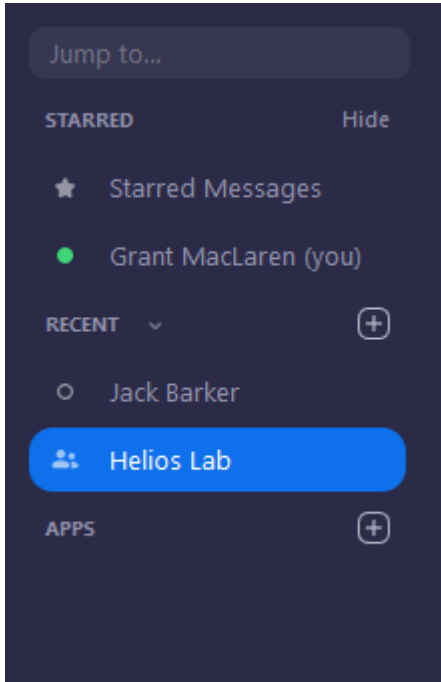 Jump to...
STARRED Hide
Starred Messages
Grant MacLaren (you)
RECENT
Jack Barker
Helios Lab
APPS